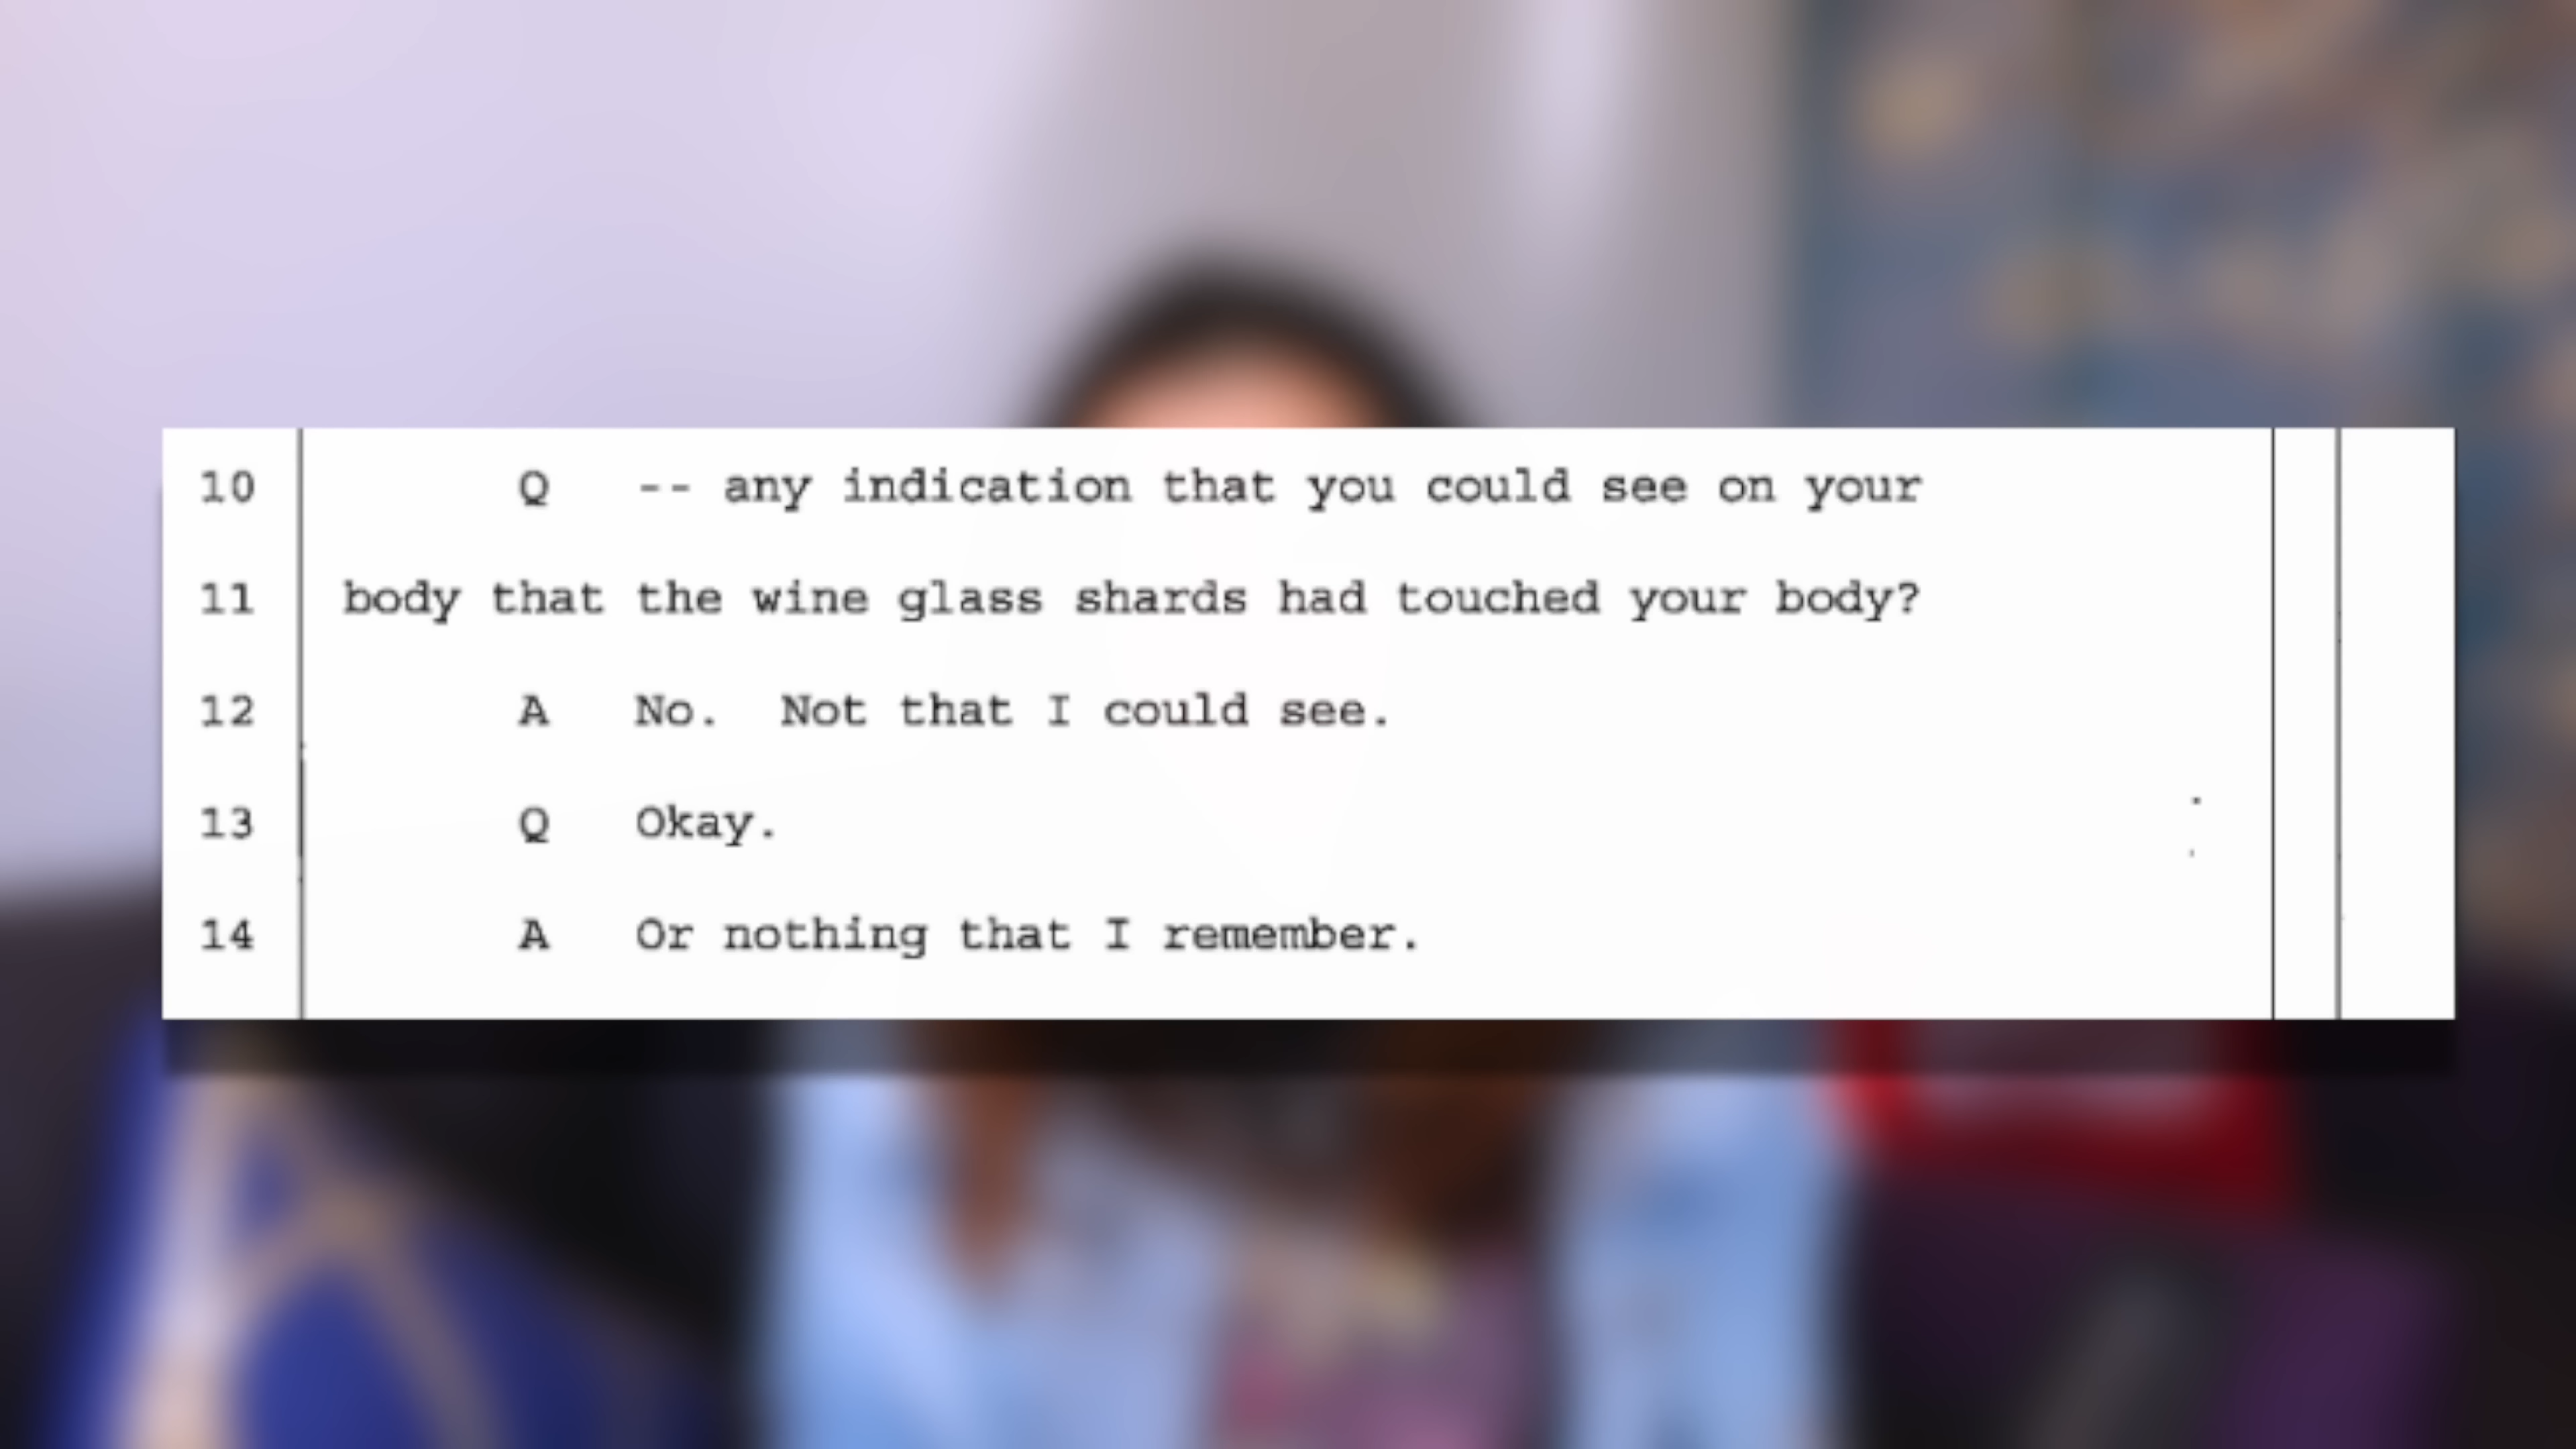 10 Q -- any indication that you could see on your
11 body that the wine glass shards had touched your body?
12 A No. Not that I could see.
13 Q Okay.
14 A Or nothing that I remember.